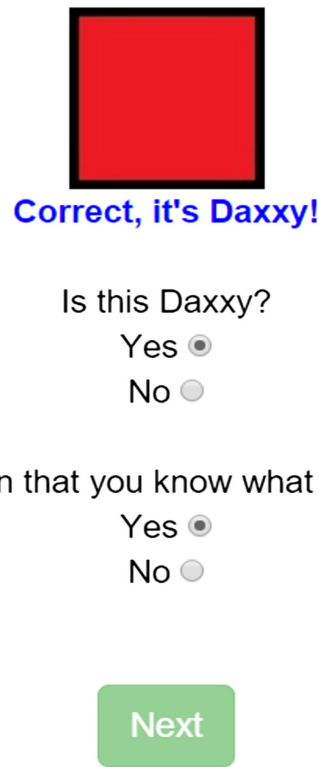 Correct, it's Daxxy!
Is this Daxxy?
Yes
No
n that you know what
Yes
No
Next